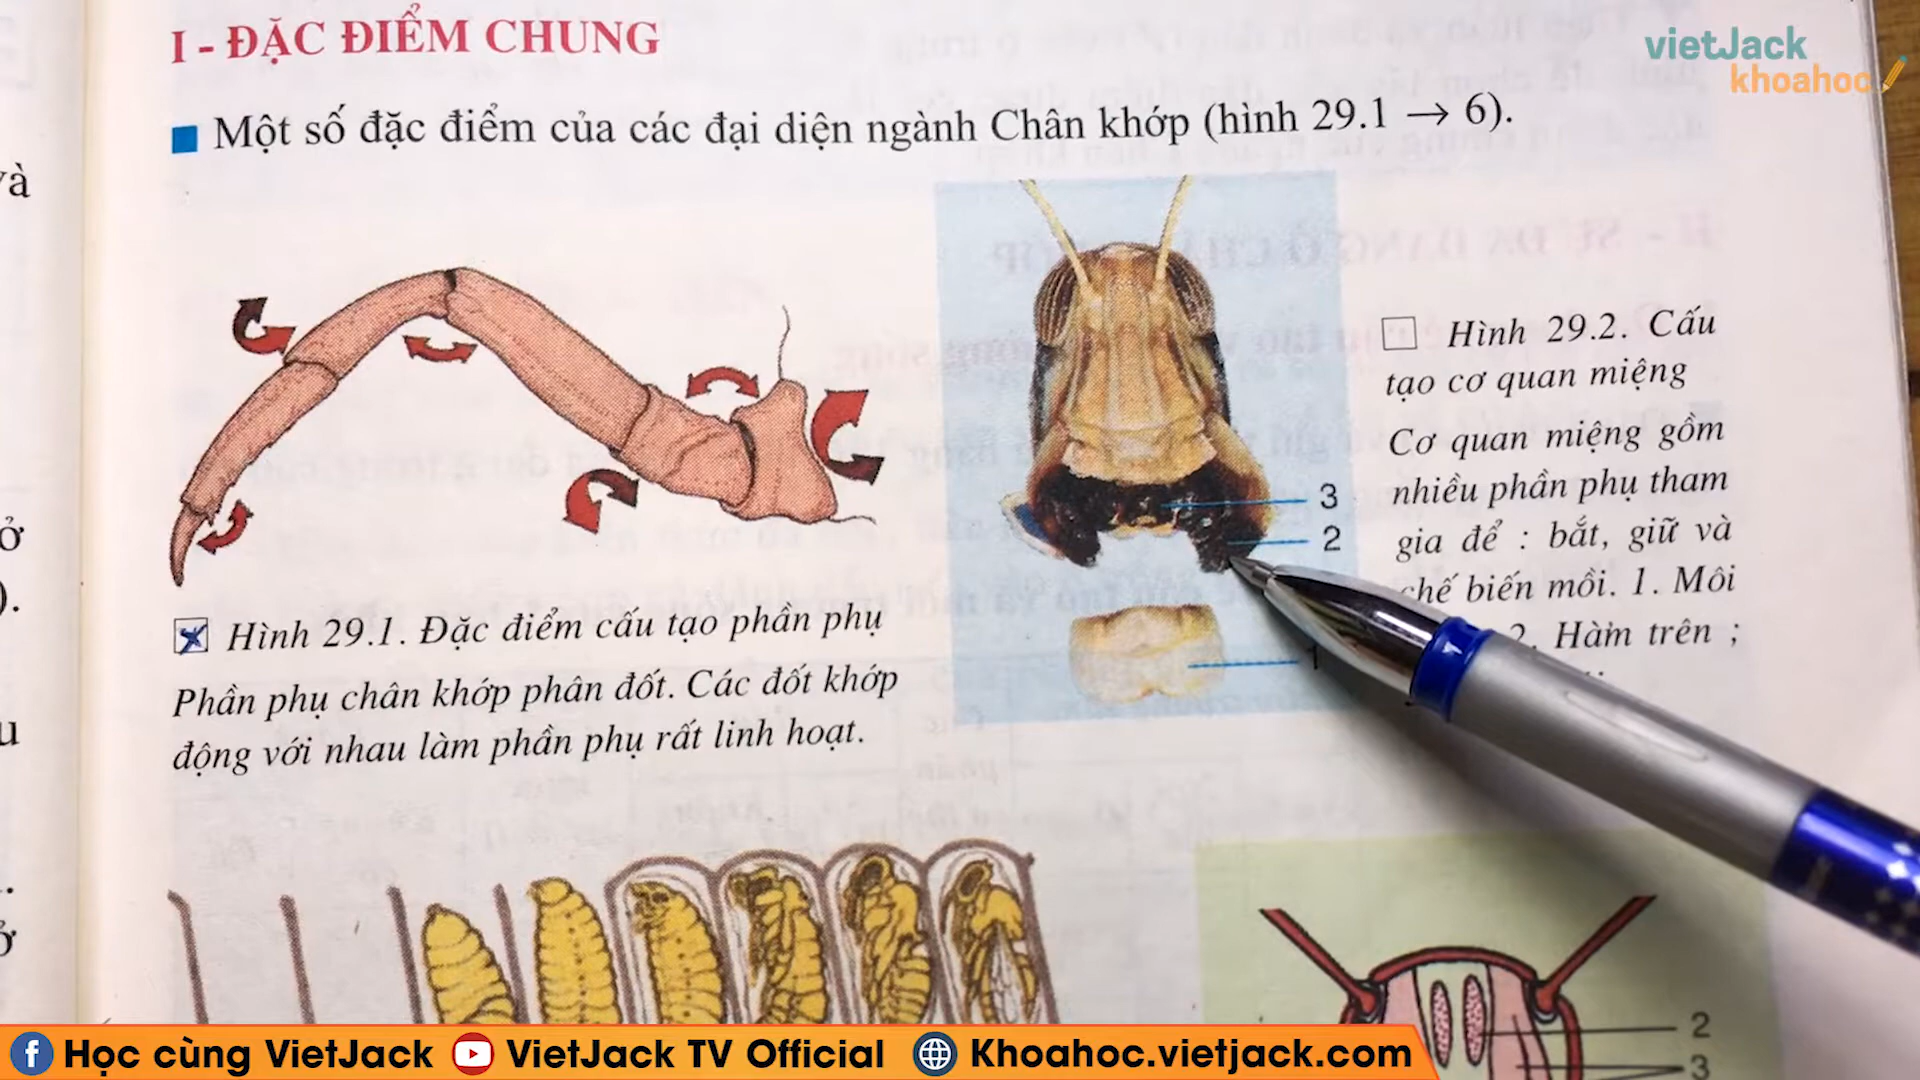 I - ĐẶC ĐIỂM CHUNG
vietJack
khoahoc
Một số đặc điểm của các đại diện ngành Chân khớp (hình 29.1 → 6).
Hình 29.2. Cấu
tạo cơ quan miệng
Cơ quan miệng gồm
nhiều phần phụ tham
gia để : bắt, giữ và
chế biến mồi. 1. Môi
2. Hàm trên ;
3
2
1
Hình 29.1. Đặc điểm cấu tạo phần phụ
Phần phụ chân khớp phân đốt. Các đốt khớp
động với nhau làm phần phụ rất linh hoạt.
2
3
Học cùng VietJack
VietJack TV Official
Khoahoc.vietjack.com